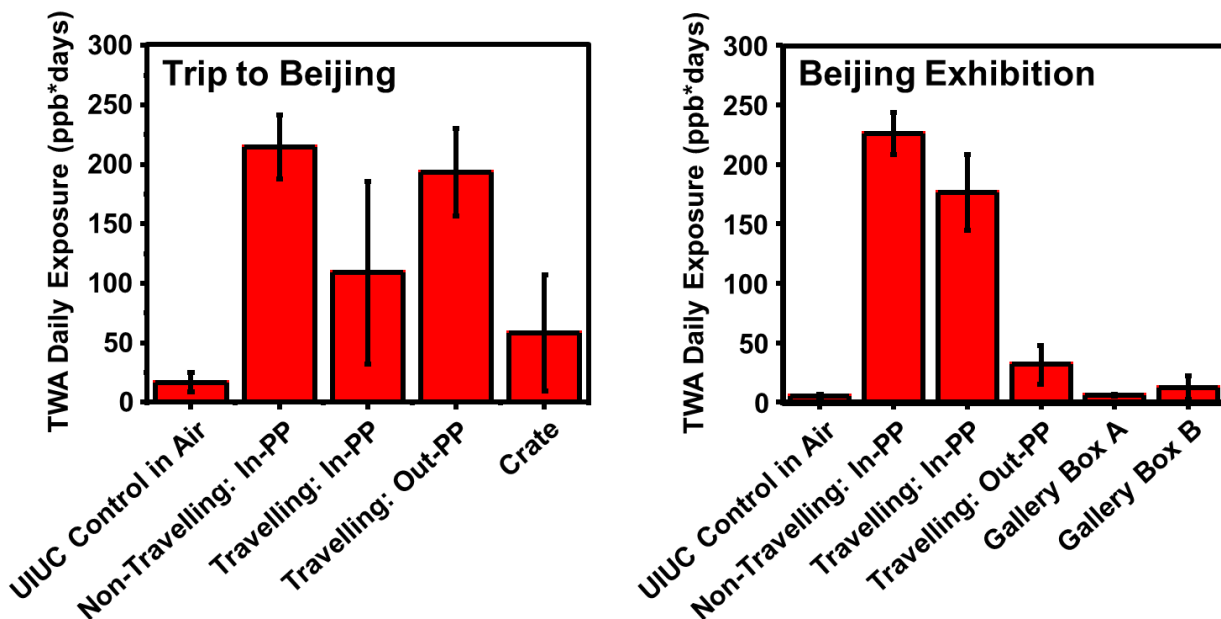 Trip to Beijing
TWA Daily Exposure (ppb*days)
300
250
200
150
100
50
0
UIUC Control in Air
Non-Travelling: In-PP
Travelling: In-PP
Travelling: Out-PP
Crate
Beijing Exhibition
TWA Daily Exposure (ppb*days)
300
250
200
150
100
50
0
UIUC Control in Air
Non-Travelling: In-PP
Travelling: In-PP
Travelling: Out-PP
Gallery Box A
Gallery Box B